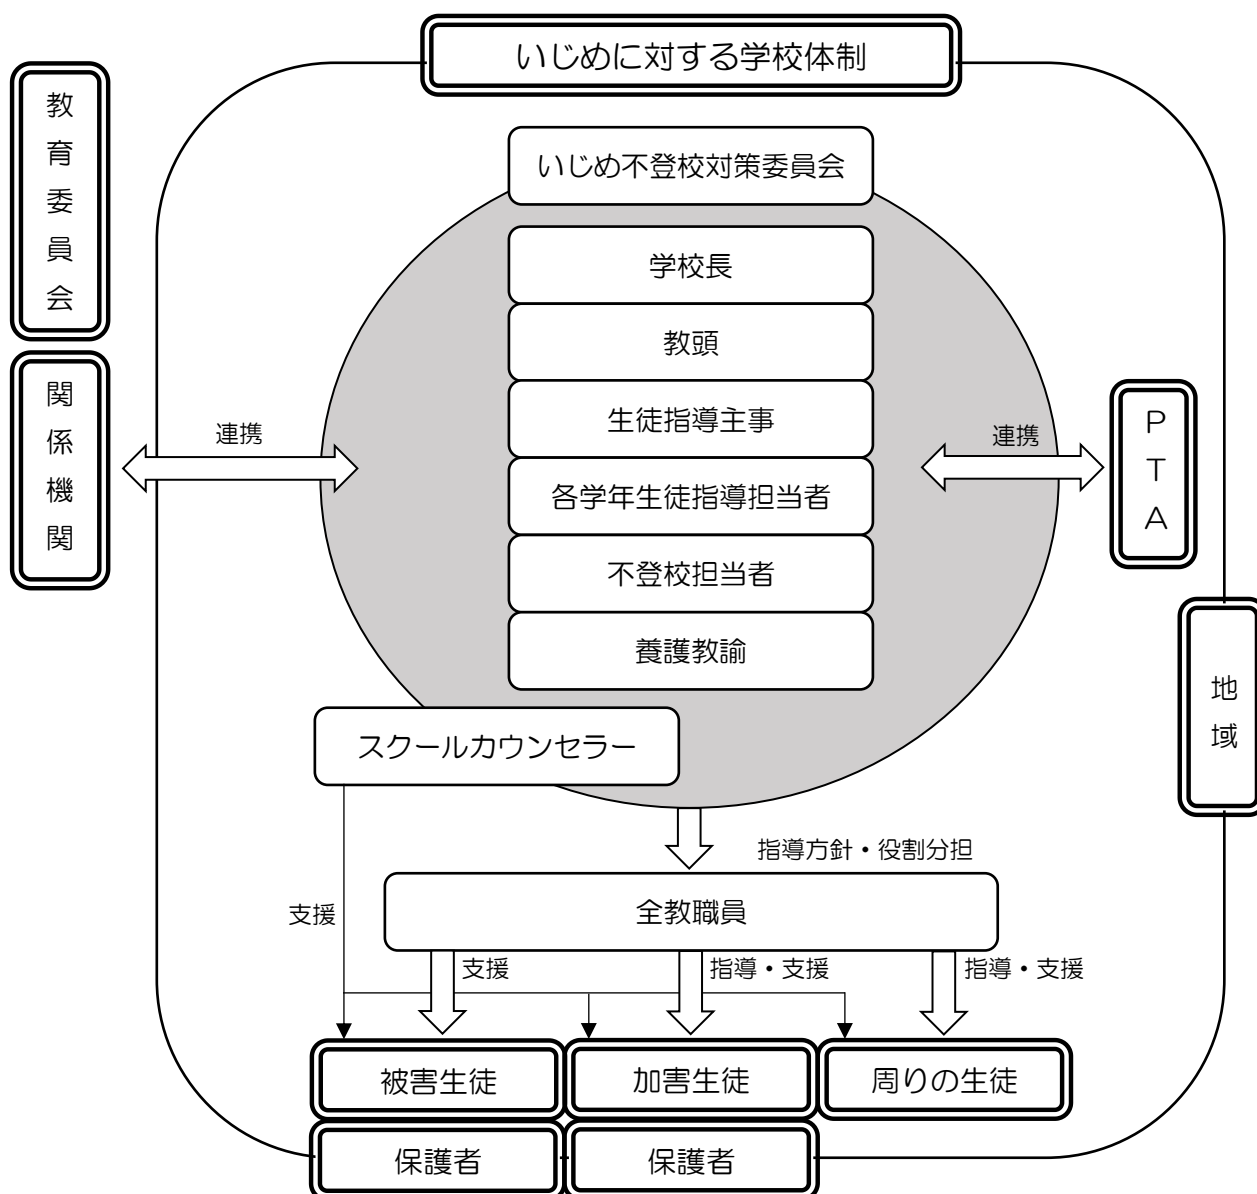 いじめに対する学校体制
教育委員会
関係機関
いじめ不登校対策委員会
学校長
教頭
生徒指導主事
各学年生徒指導担当者
不登校担当者
養護教諭
連携
連携
PTA
地域
スクールカウンセラー
指導方針・役割分担
全教職員
支援
支援
指導・支援
指導・支援
被害生徒
加害生徒
周りの生徒
保護者
保護者